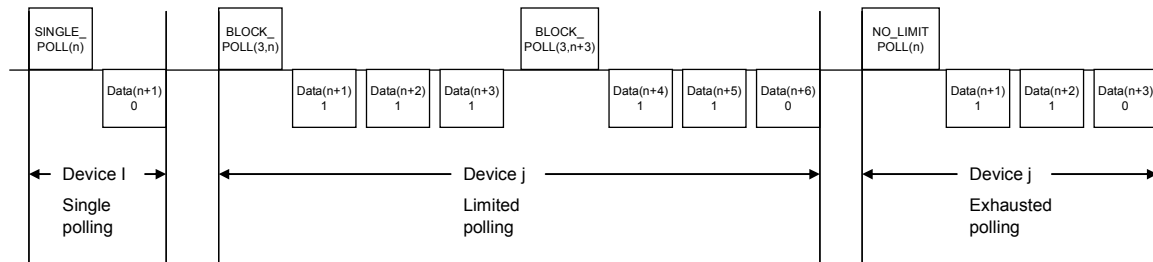 SINGLE_
POLL(n)
BLOCK_
POLL(3,n)
BLOCK_
POLL(3,n+3)
NO_LIMIT
POLL(n)
Data(n+1)
0
Data(n+1)
1
Data(n+2)
1
Data(n+3)
1
Data(n+4)
1
Data(n+5)
1
Data(n+6)
0
Data(n+1)
1
Data(n+2)
1
Data(n+3)
0
Device I
Single
polling
Device j
Limited
polling
Device j
Exhausted
polling